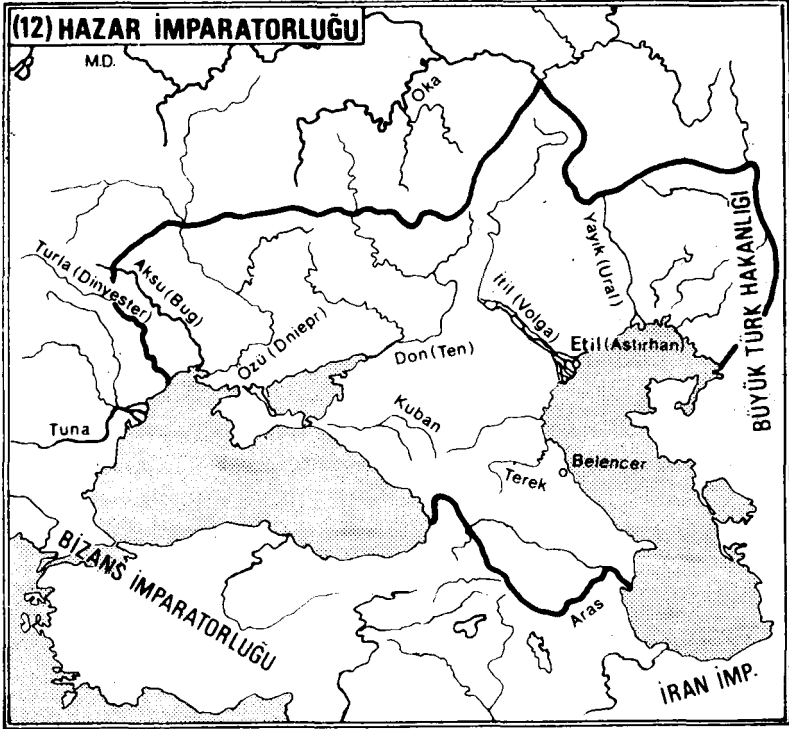 (12) HAZAR İMPARATORLUĞU
M.D.
Oka
Turla (Dinyester)
Aksu (Bug)
Özü (Dniepr)
Don (Ten)
İtil (Volga)
Yayık (Ural)
Etil (Astırhan)
BÜYÜK TÜRK HAKANLIĞI
Tuna
Kuban
Terek
Belencer
BİZANS İMPARATORLUĞU
Aras
İRAN İMP.